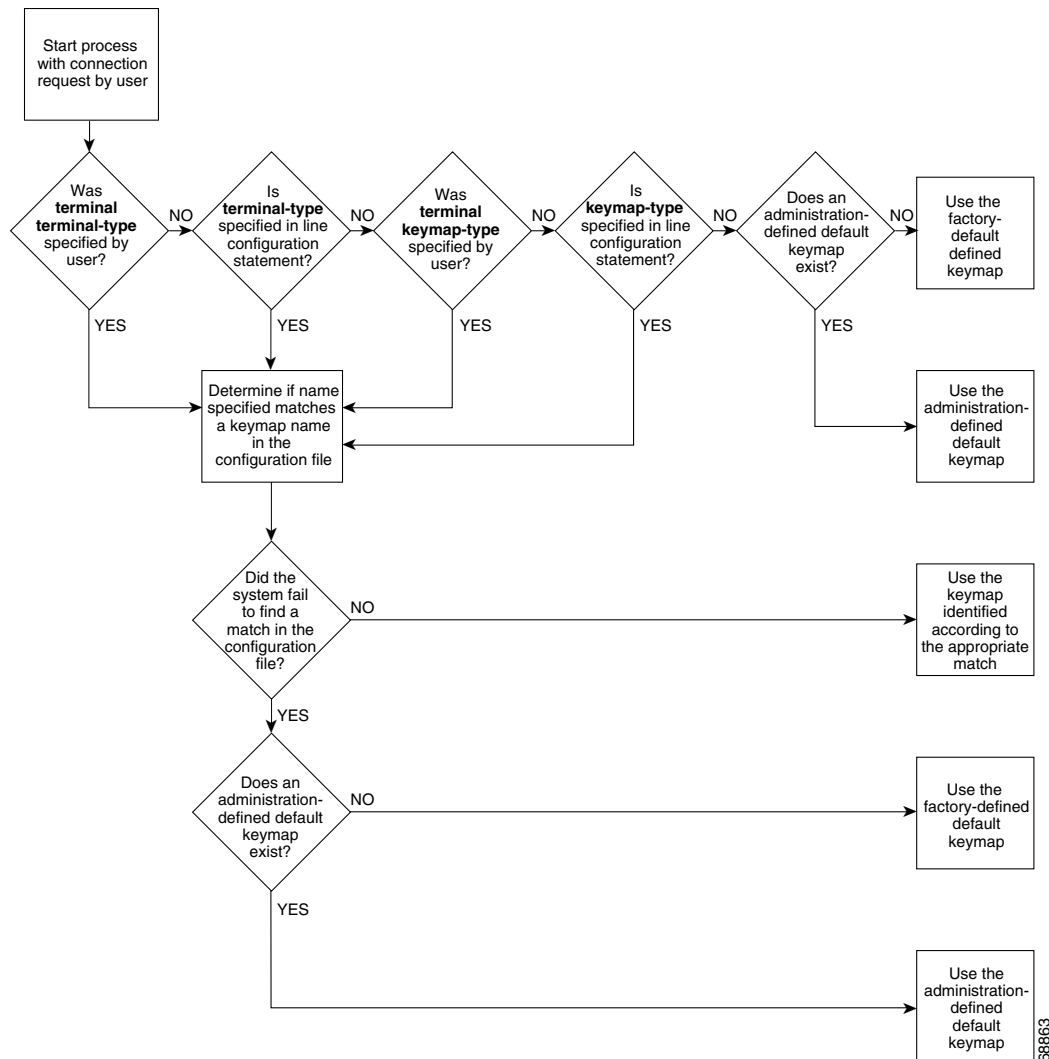 Start process
with connection
request by user
Was
terminal
terminal-type
specified by
user?
NO
Is
terminal-type
specified in line
configuration
statement?
NO
Was
terminal
keymap-type
specified by
user?
NO
Is
keymap-type
specified in line
configuration
statement?
NO
Does an
administration-
defined default
keymap
exist?
NO
Use the
factory-
default
defined
keymap
YES
YES
YES
YES
YES
Determine if name
specified matches
a keymap name
in the
configuration file
Use the
administration-
defined
default
keymap
Did the
system fail
to find a
match in the
configuration
file?
NO
Use the
keymap
identified
according to
the appropriate
match
YES
Does an
administration-
defined default
keymap
exist?
NO
Use the
factory-defined
default
keymap
YES
Use the
administration-
defined
default
keymap